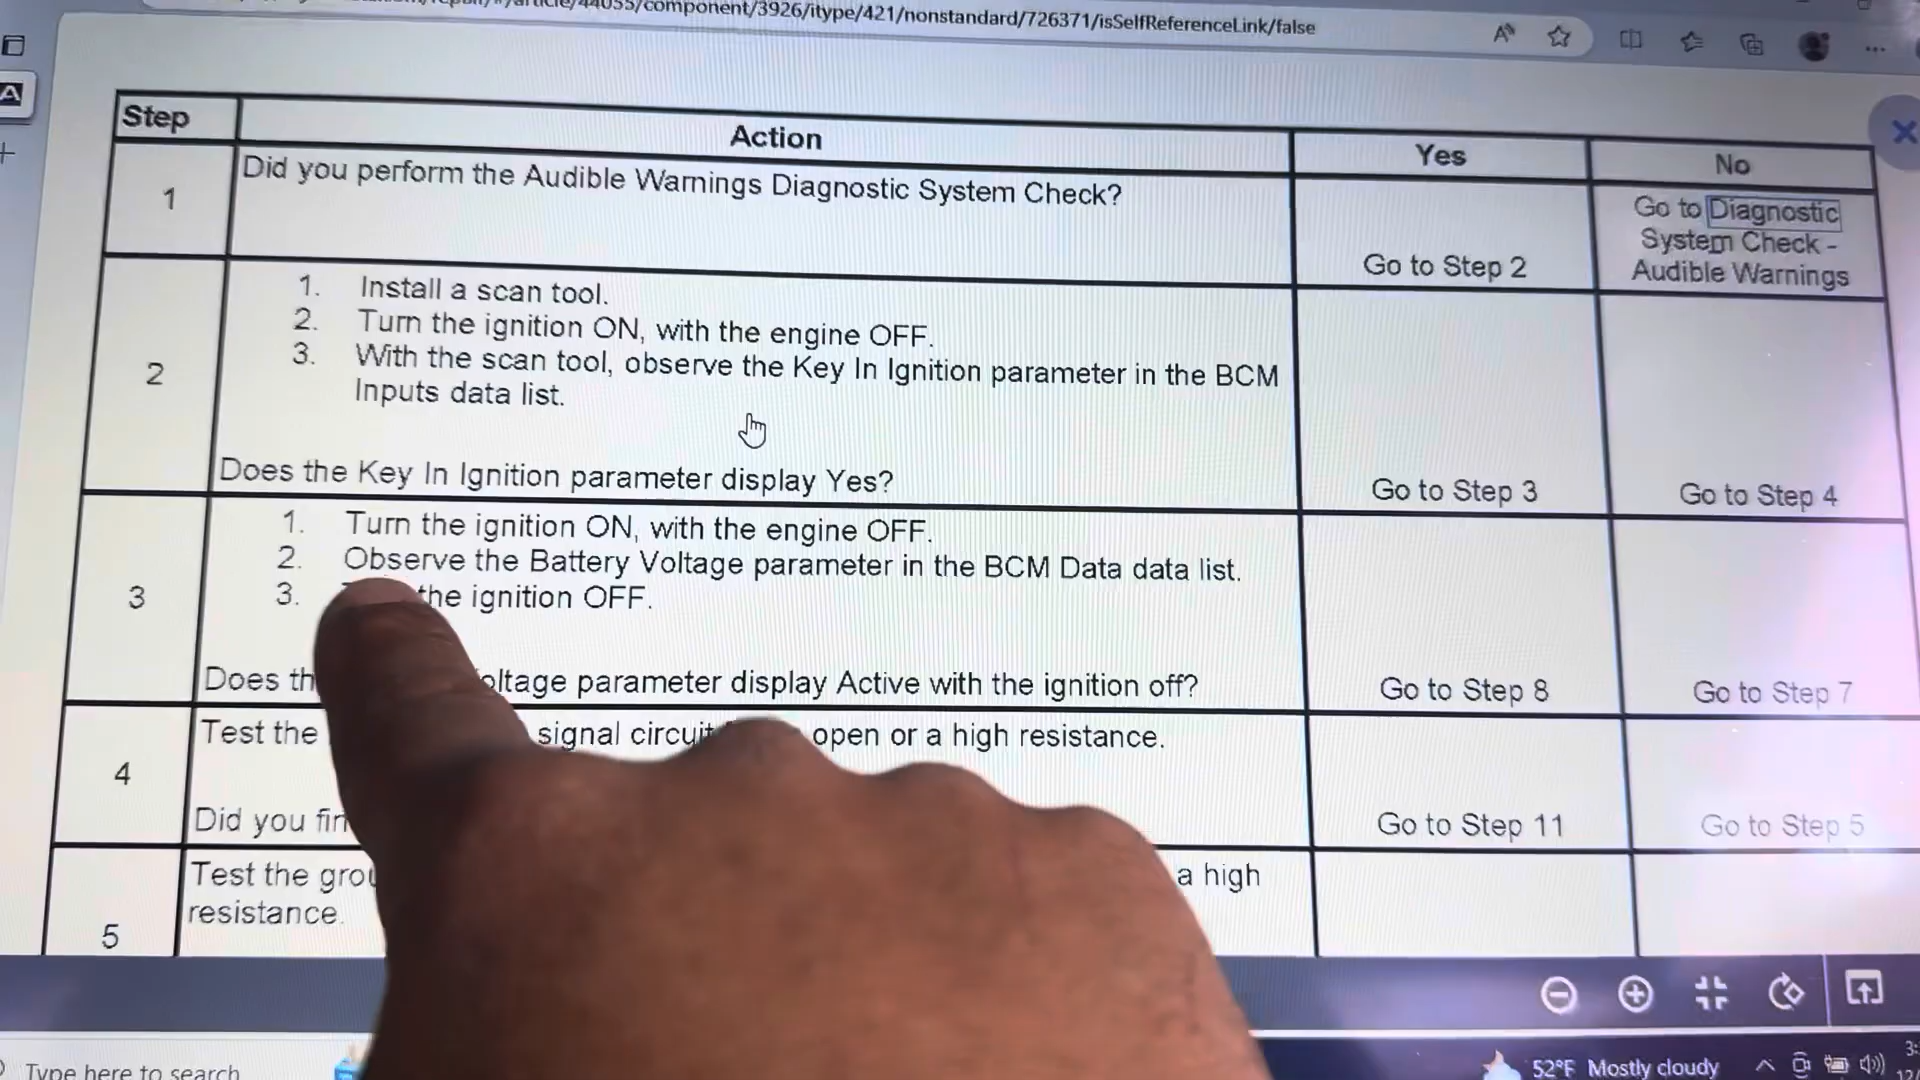 /component/3926/itype/421/nonstandard/726371/isSelfReferenceLink/false
Step
Action
Yes
No
1
Did you perform the Audible Warnings Diagnostic System Check?
Go to Step 2
Go to Diagnostic
System Check -
Audible Warnings
2
1. Install a scan tool.
2. Turn the ignition ON, with the engine OFF.
3. With the scan tool, observe the Key In Ignition parameter in the BCM
Inputs data list.
Does the Key In Ignition parameter display Yes?
Go to Step 3
Go to Step 4
3
1. Turn the ignition ON, with the engine OFF.
2. Observe the Battery Voltage parameter in the BCM Data data list.
3. the ignition OFF.
Does parameter display Active with the ignition off?
Go to Step 8
Go to Step 7
4
Test the signal circuit open or a high resistance.
Did you
Go to Step 11
Go to Step 5
5
Test the a high
resistance.
Type here to search
52°F Mostly cloudy